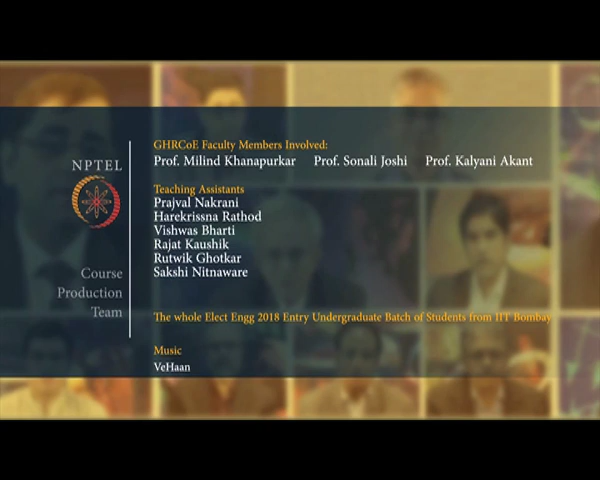 NPTEL
Course
Production
Team
GHRCoE Faculty Members Involved:
Prof. Milind Khanapurkar Prof. Sonali Joshi Prof. Kalyani Akant
Teaching Assistants
Prajval Nakrani
Harekrissna Rathod
Vishwas Bharti
Rajat Kaushik
Rutwik Ghotkar
Sakshi Nitnaware
The whole Elect Engg 2018 Entry Undergraduate Batch of Students from IIT Bombay
Music
VeHaan